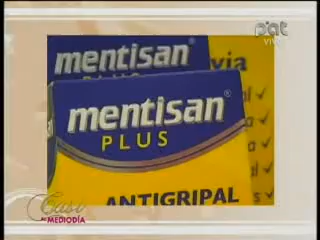 pat
VIVO
mentisan
PLUS
via
mentisan
PLUS
ANTIGRIPAL
Casi
MEDIODÍA